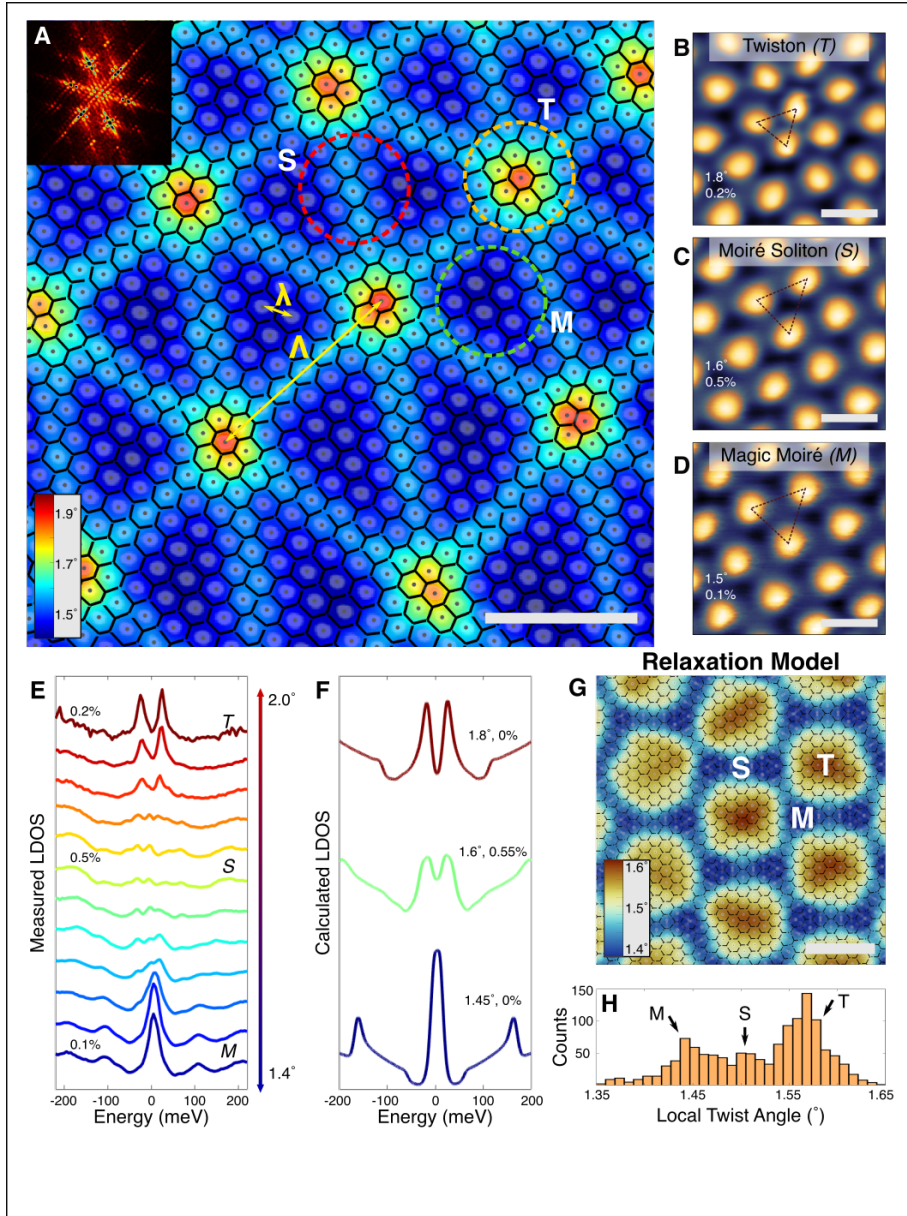 A
T
S
λ
Λ
M
1.9°
1.7°
1.5°
B
Twiston (T)
1.8°
0.2%
C
Moiré Soliton (S)
1.6°
0.5%
D
Magic Moiré (M)
1.5°
0.1%
E
0.2%
T
2.0°
0.5%
S
0.1%
M
1.4°
Measured LDOS
-200 -100 0 100 200
Energy (meV)
F
1.8°, 0%
1.6°, 0.55%
1.45°, 0%
Calculated LDOS
-200 -100 0 100 200
Energy (meV)
Relaxation Model
G
S T
M
1.6°
1.5°
1.4°
H
150
100
50
Counts
M S T
1.35 1.45 1.55 1.65
Local Twist Angle (°)